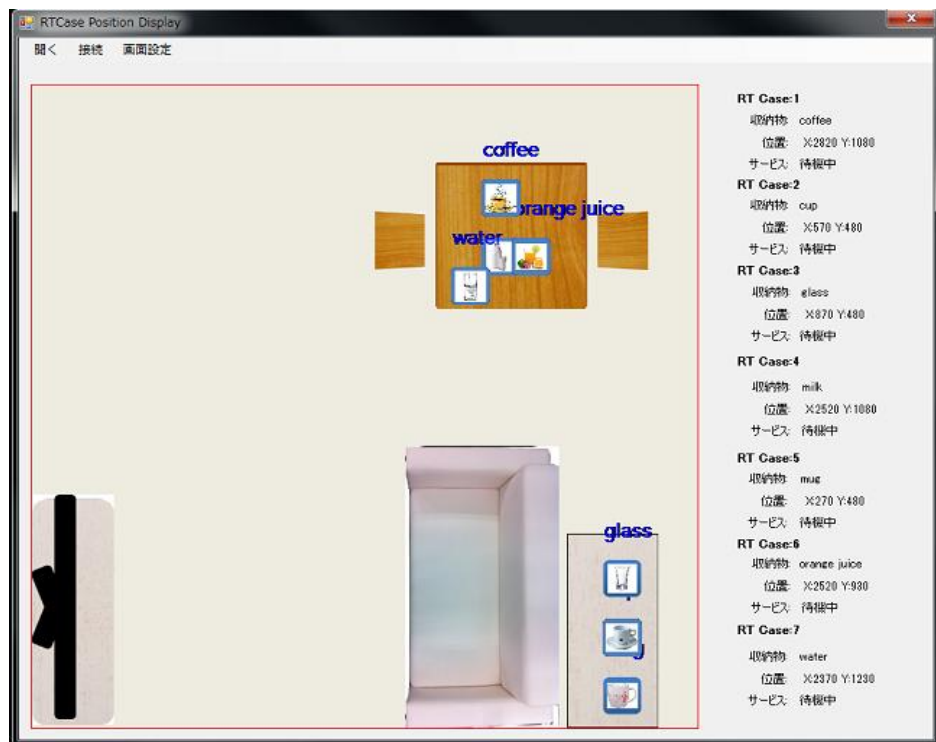 RTCase Position Display
開く 接続 画面設定
coffee
orange juice
water
glass
RT Case:1
収納物: coffee
位置: X:2820 Y:1080
サービス: 待機中
RT Case:2
収納物: cup
位置: X:570 Y:480
サービス: 待機中
RT Case:3
収納物: glass
位置: X:870 Y:480
サービス: 待機中
RT Case:4
収納物: milk
位置: X:2520 Y:1080
サービス: 待機中
RT Case:5
収納物: mug
位置: X:270 Y:480
サービス: 待機中
RT Case:6
収納物: orange juice
位置: X:2520 Y:930
サービス: 待機中
RT Case:7
収納物: water
位置: X:2370 Y:1230
サービス: 待機中